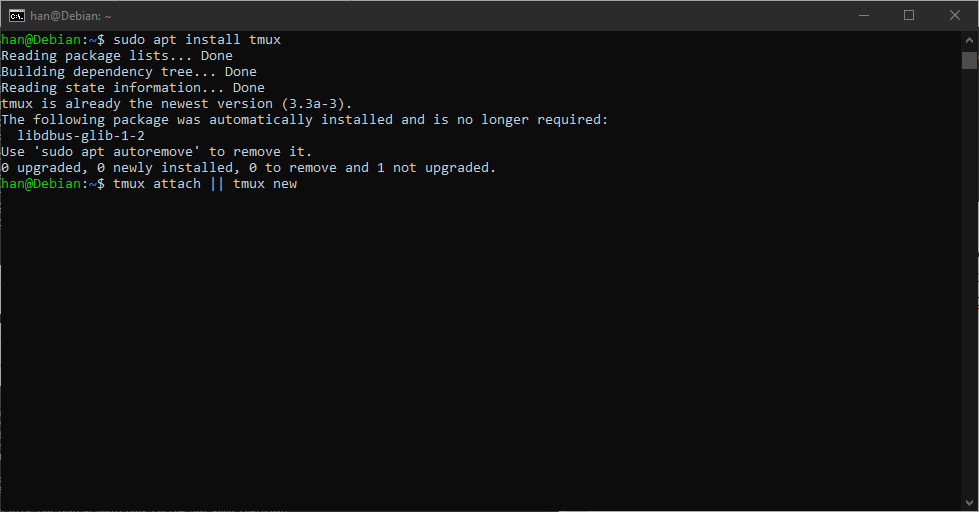 han@Debian: ~
han@Debian:~$ sudo apt install tmux
Reading package lists... Done
Building dependency tree... Done
Reading state information... Done
tmux is already the newest version (3.3a-3).
The following package was automatically installed and is no longer required:
  libdbus-glib-1-2
Use 'sudo apt autoremove' to remove it.
0 upgraded, 0 newly installed, 0 to remove and 1 not upgraded.
han@Debian:~$ tmux attach || tmux new